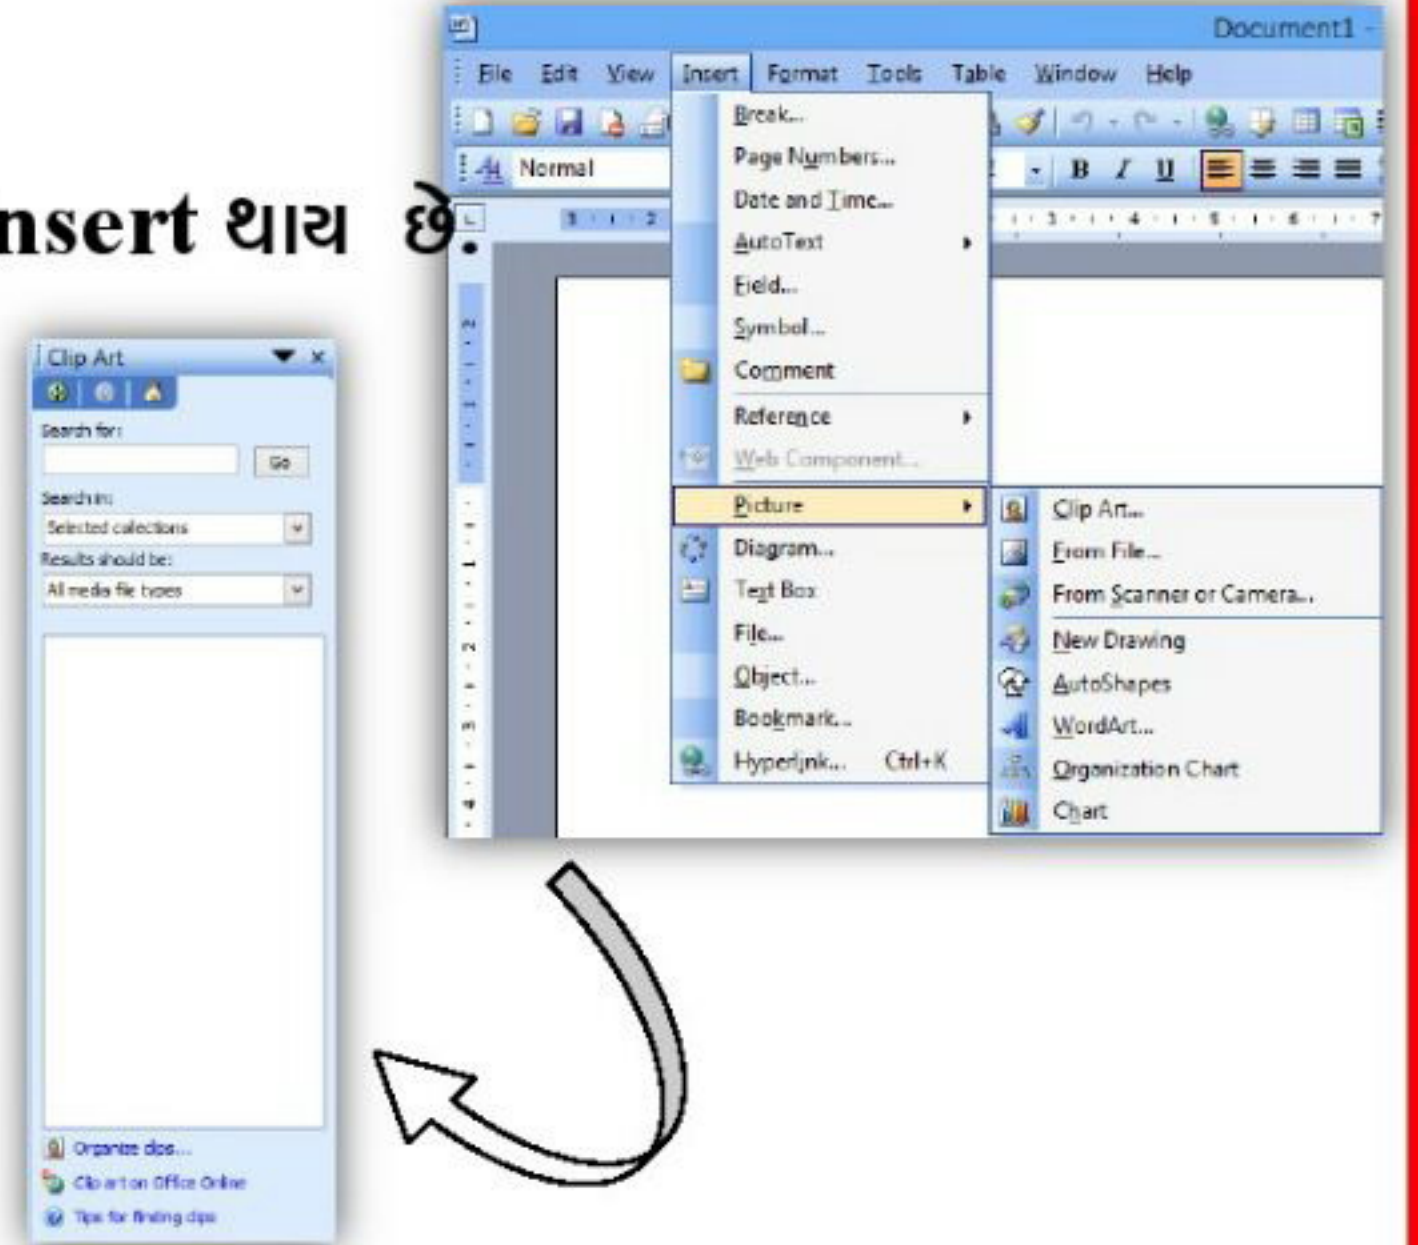 Document1 -
File Edit View Insert Format Tools Table Window Help
Normal B I U
Break...
Page Numbers...
Date and Time...
AutoText
Field...
Symbol...
Comment
Reference
Web Component...
Picture
Diagram...
Text Box
File...
Object...
Bookmark...
Hyperlink... Ctrl+K
Clip Art...
From File...
From Scanner or Camera...
New Drawing
AutoShapes
WordArt...
Organization Chart
Chart
nsert થાય છે.
Clip Art
Search for:
Go
Search in:
Selected collections
Results should be:
All media file types
Organize clips...
Clip art on Office Online
Tips for finding clips